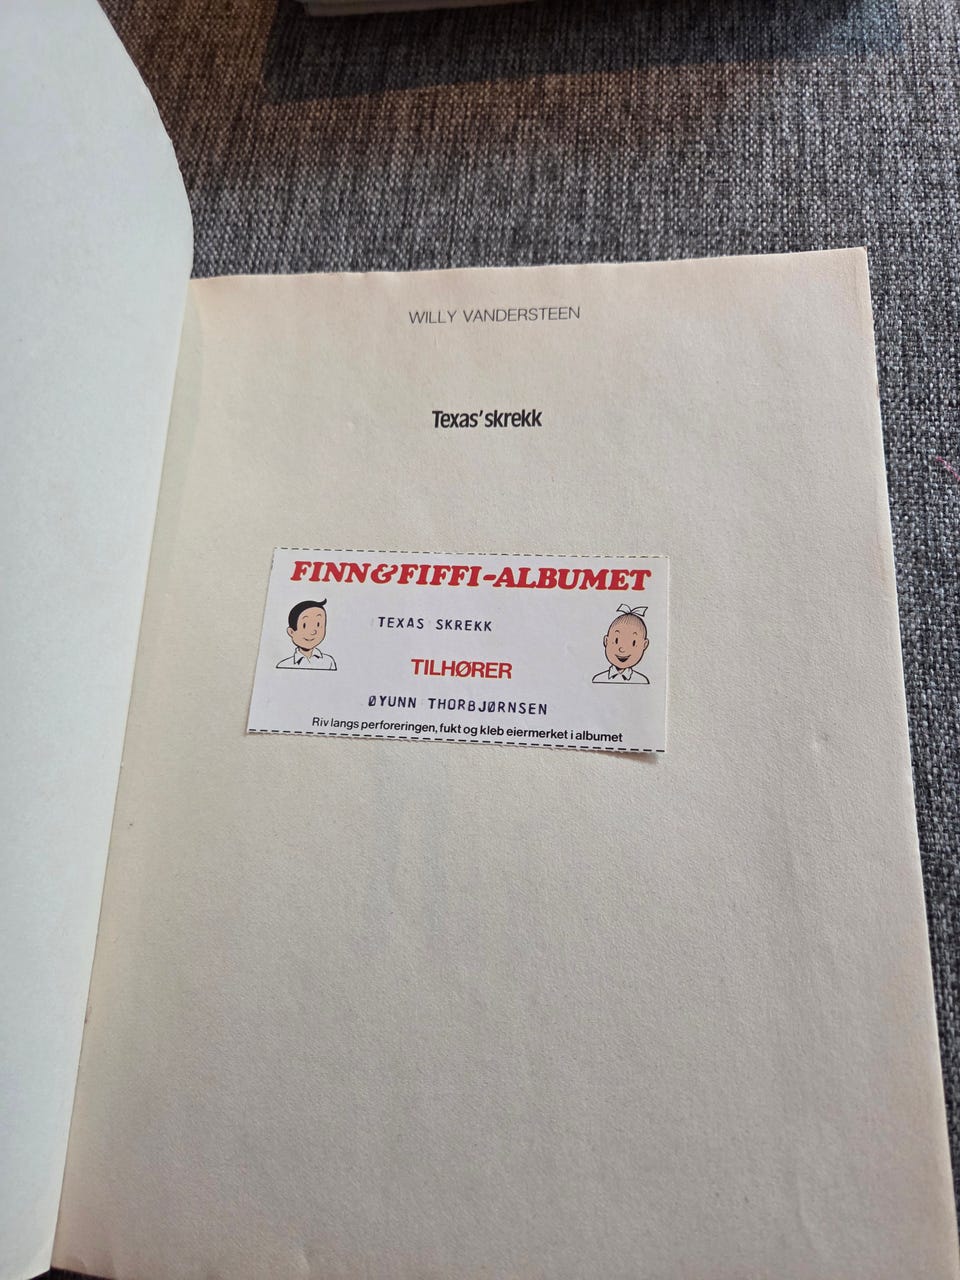 WILLY VANDERSTEEN
Texas' skrekk
FINN&FIFFI-ALBUMET
TEXAS SKREKK
TILHØRER
ØYUNN THORBJØRNSEN
Riv langs perforeringen, fukt og kleb eiermerket i albumet